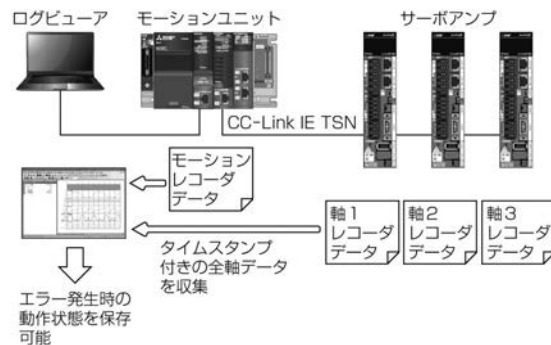 ログビューア
モーションユニット
サーボアンプ
CC-Link IE TSN
モーション
レコーダ
データ
軸1
レコーダ
データ
軸2
レコーダ
データ
軸3
レコーダ
データ
タイムスタンプ
付きの全軸データ
を収集
エラー発生時の
動作状態を保存
可能